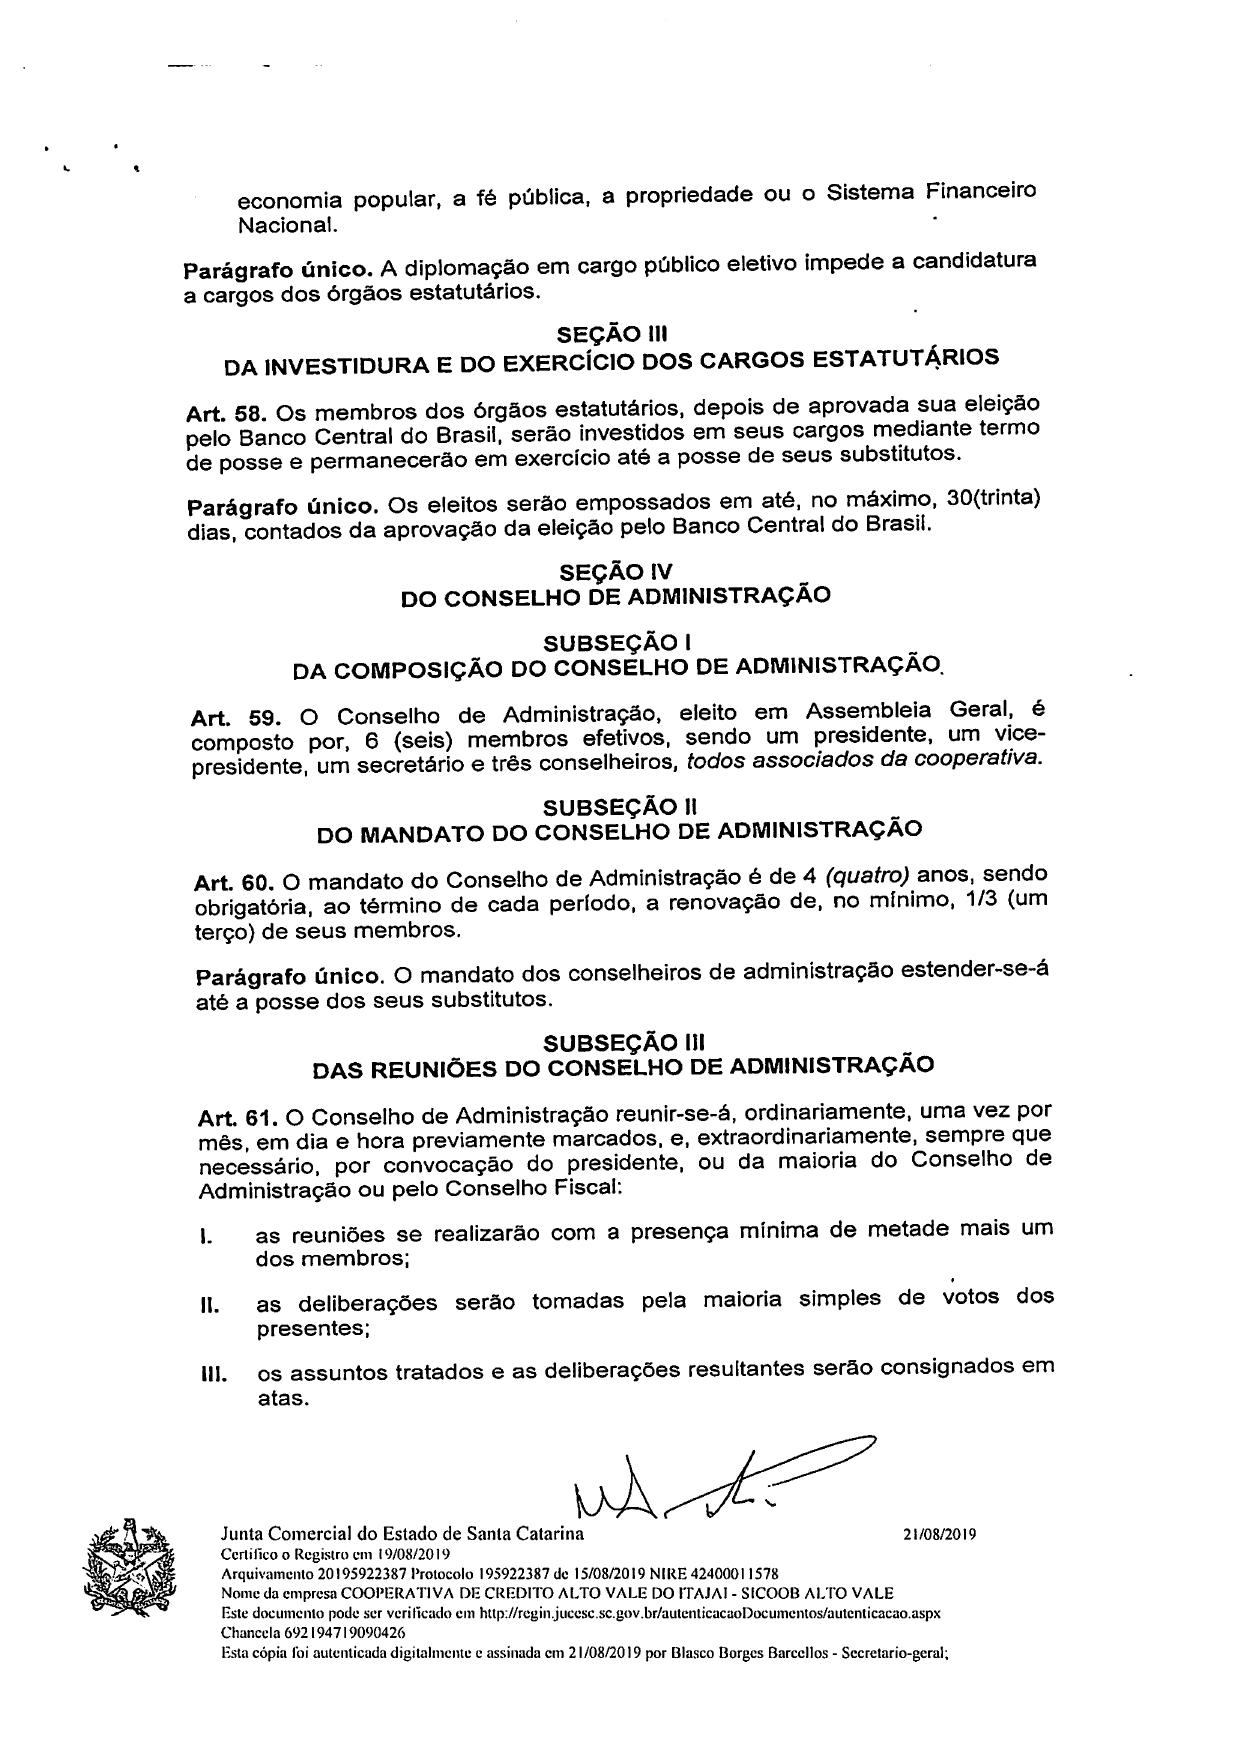 economia popular, a fé pública, a propriedade ou o Sistema Financeiro
Nacional.
Parágrafo único. A diplomação em cargo público eletivo impede a candidatura
a cargos dos órgãos estatutários.
SEÇÃO III
DA INVESTIDURA E DO EXERCÍCIO DOS CARGOS ESTATUTÁRIOS
Art. 58. Os membros dos órgãos estatutários, depois de aprovada sua eleição
pelo Banco Central do Brasil, serão investidos em seus cargos mediante termo
de posse e permanecerão em exercício até a posse de seus substitutos.
Parágrafo único. Os eleitos serão empossados em até, no máximo, 30(trinta)
dias, contados da aprovação da eleição pelo Banco Central do Brasil.
SEÇÃO IV
DO CONSELHO DE ADMINISTRAÇÃO
SUBSEÇÃO I
DA COMPOSIÇÃO DO CONSELHO DE ADMINISTRAÇÃO
Art. 59. O Conselho de Administração, eleito em Assembleia Geral, é
composto por, 6 (seis) membros efetivos, sendo um presidente, um vice-
presidente, um secretário e três conselheiros, todos associados da cooperativa.
SUBSEÇÃO II
DO MANDATO DO CONSELHO DE ADMINISTRAÇÃO
Art. 60. O mandato do Conselho de Administração é de 4 (quatro) anos, sendo
obrigatória, ao término de cada período, a renovação de, no mínimo, 1/3 (um
terço) de seus membros.
Parágrafo único. O mandato dos conselheiros de administração estender-se-á
até a posse dos seus substitutos.
SUBSEÇÃO III
DAS REUNIÕES DO CONSELHO DE ADMINISTRAÇÃO
Art. 61. O Conselho de Administração reunir-se-á, ordinariamente, uma vez por
mês, em dia e hora previamente marcados, e, extraordinariamente, sempre que
necessário, por convocação do presidente, ou da maioria do Conselho de
Administração ou pelo Conselho Fiscal:
I. as reuniões se realizarão com a presença mínima de metade mais um
dos membros;
II. as deliberações serão tomadas pela maioria simples de votos dos
presentes;
III. os assuntos tratados e as deliberações resultantes serão consignados em
atas.
Junta Comercial do Estado de Santa Catarina 21/08/2019
Certifico o Registro em 19/08/2019
Arquivamento 20195922387 Protocolo 195922387 de 15/08/2019 NIRE 42400011578
Nome da empresa COOPERATIVA DE CREDITO ALTO VALE DO ITAJAI - SICOOB ALTO VALE
Este documento pode ser verificado em http://regin.jucesc.sc.gov.br/autenticacaoDocumentos/autenticacao.aspx
Chancela 692194719090426
Esta cópia foi autenticada digitalmente e assinada em 21/08/2019 por Blasco Borges Barcellos - Secretario-geral;